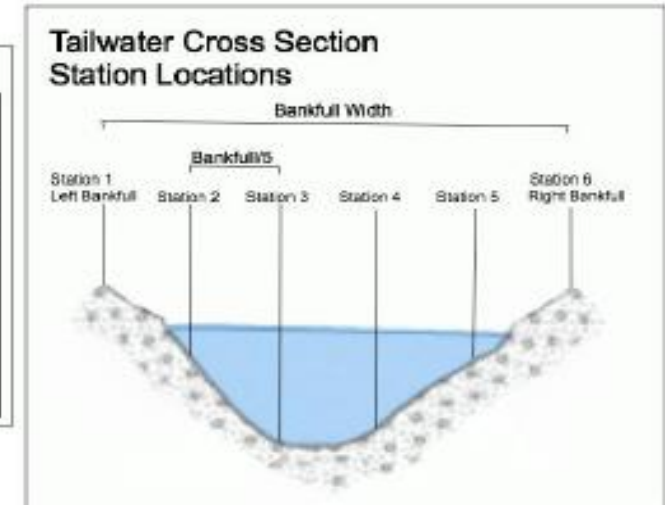 Tailwater Cross Section
Station Locations
Bankfull Width
Bankfull/5
Station 1
Left Bankfull
Station 2
Station 3
Station 4
Station 5
Station 6
Right Bankfull